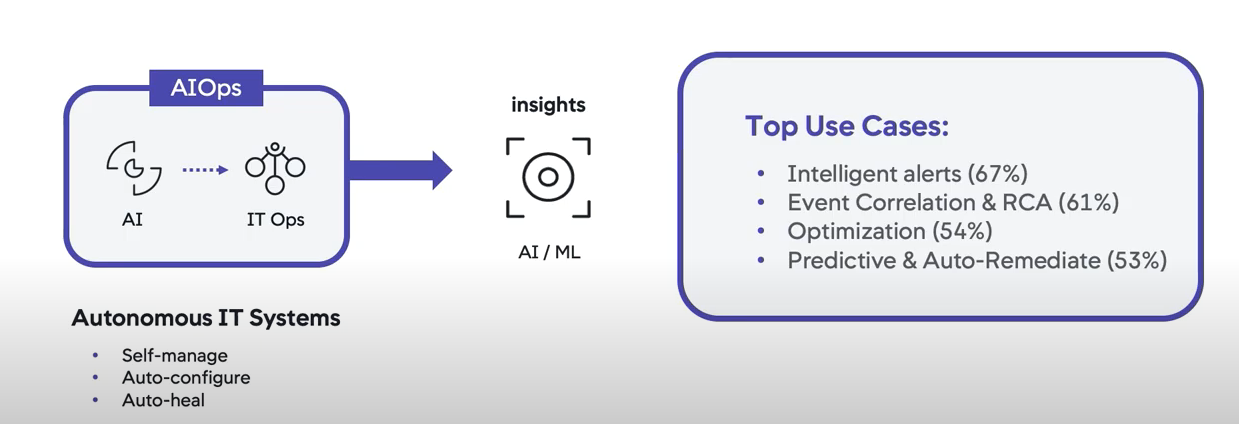 AIOps
AI
IT Ops
Autonomous IT Systems
• Self-manage
• Auto-configure
• Auto-heal
insights
AI / ML
Top Use Cases:
• Intelligent alerts (67%)
• Event Correlation & RCA (61%)
• Optimization (54%)
• Predictive & Auto-Remediate (53%)